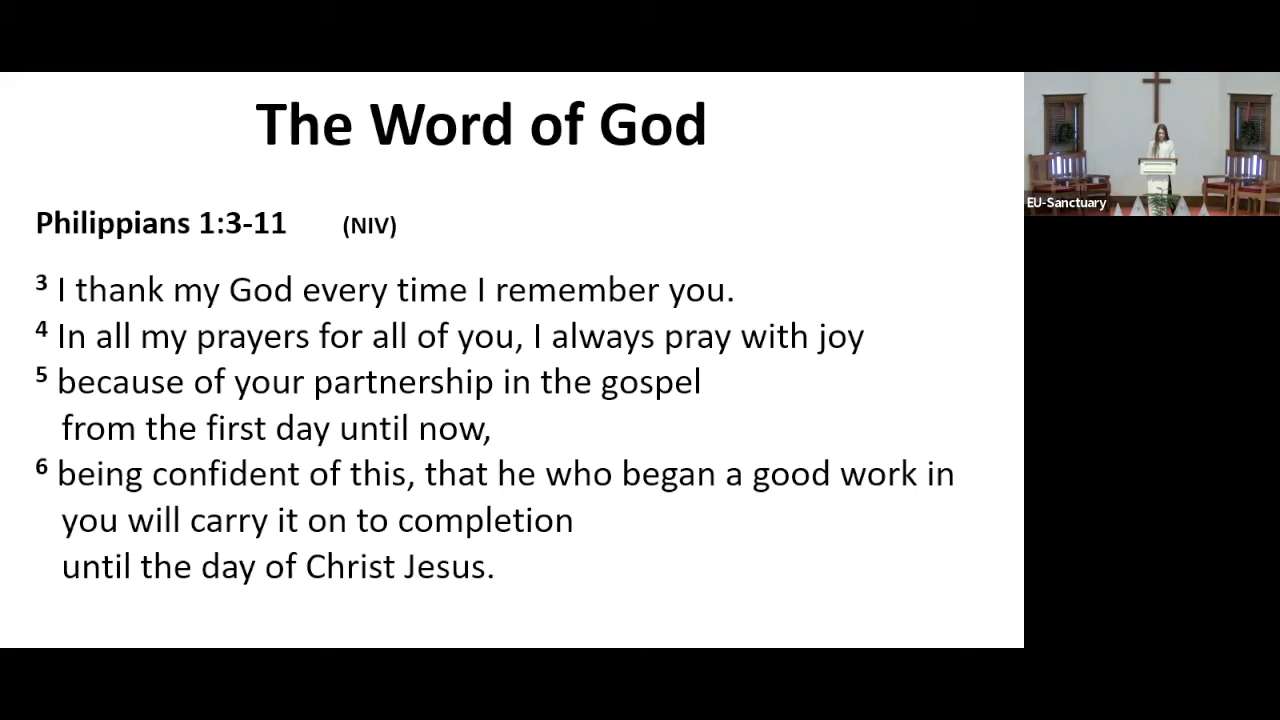 The Word of God
Philippians 1:3-11 (NIV)
3 I thank my God every time I remember you.
4 In all my prayers for all of you, I always pray with joy
5 because of your partnership in the gospel
from the first day until now,
6 being confident of this, that he who began a good work in
you will carry it on to completion
until the day of Christ Jesus.
EU-Sanctuary